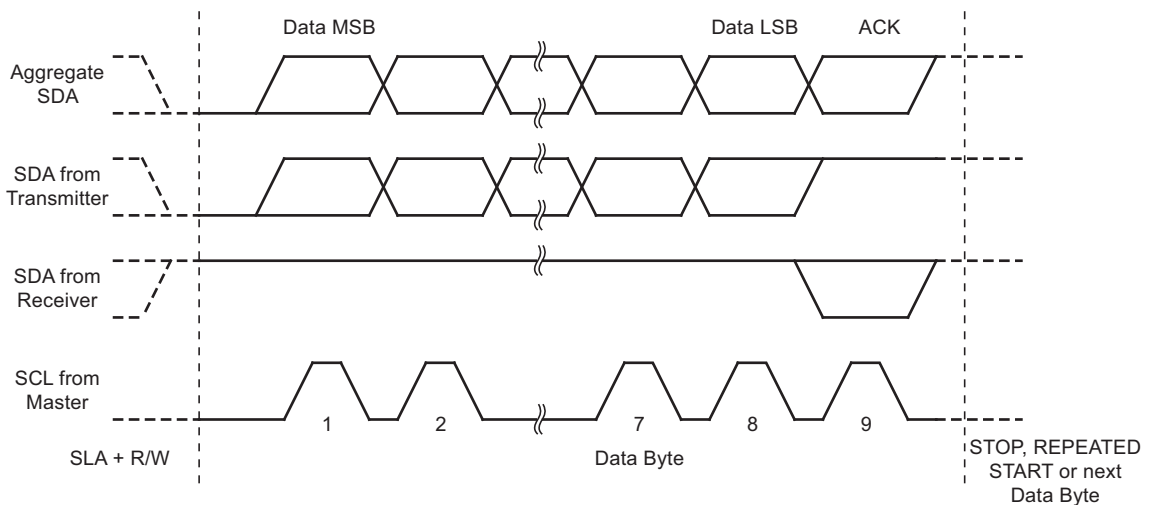 Data MSB
Data LSB
ACK
Aggregate
SDA
SDA from
Transmitter
SDA from
Receiver
SCL from
Master
1
2
7
8
9
SLA + R/W
Data Byte
STOP, REPEATED
START or next
Data Byte